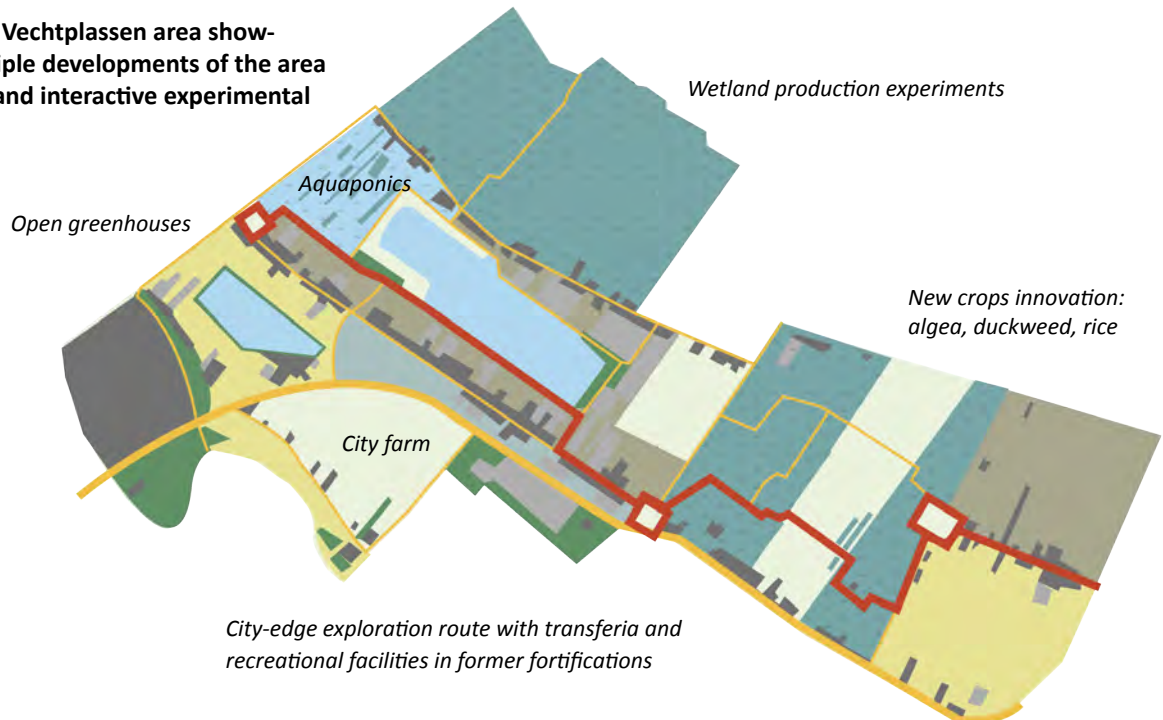 Vechtplassen area show-
iple developments of the area
and interactive experimental
Wetland production experiments
Aquaponics
Open greenhouses
New crops innovation:
algea, duckweed, rice
City farm
City-edge exploration route with transferia and
recreational facilities in former fortifications